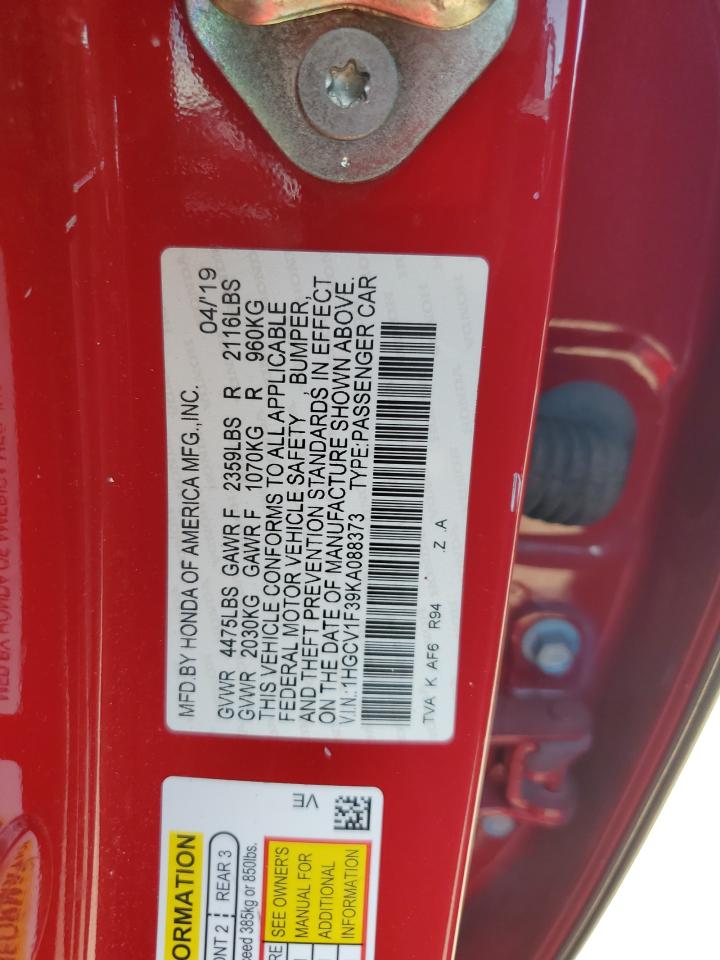 MFD.BY HONDA OF AMERICA MFG.,INC. 04/'19
GVWR 4475LBS GAWR F 2359LBS R 2116LBS
GVWR 2030KG GAWR F 1070KG R 960KG
THIS VEHICLE CONFORMS TO ALL APPLICABLE
FEDERAL MOTOR VEHICLE SAFETY, BUMPER,
AND THEFT PREVENTION STANDARDS IN EFFECT
ON THE DATE OF MANUFACTURE SHOWN ABOVE.
V.I.N.:1HGCV1F39KA088373 TYPE:PASSENGER CAR
TVA K AF6 R94 .Z .A
VE
ORMATION
NT 2 REAR 3
ceed 385kg or 850lbs.
RE SEE OWNER'S
MANUAL FOR
ADDITIONAL
INFORMATION